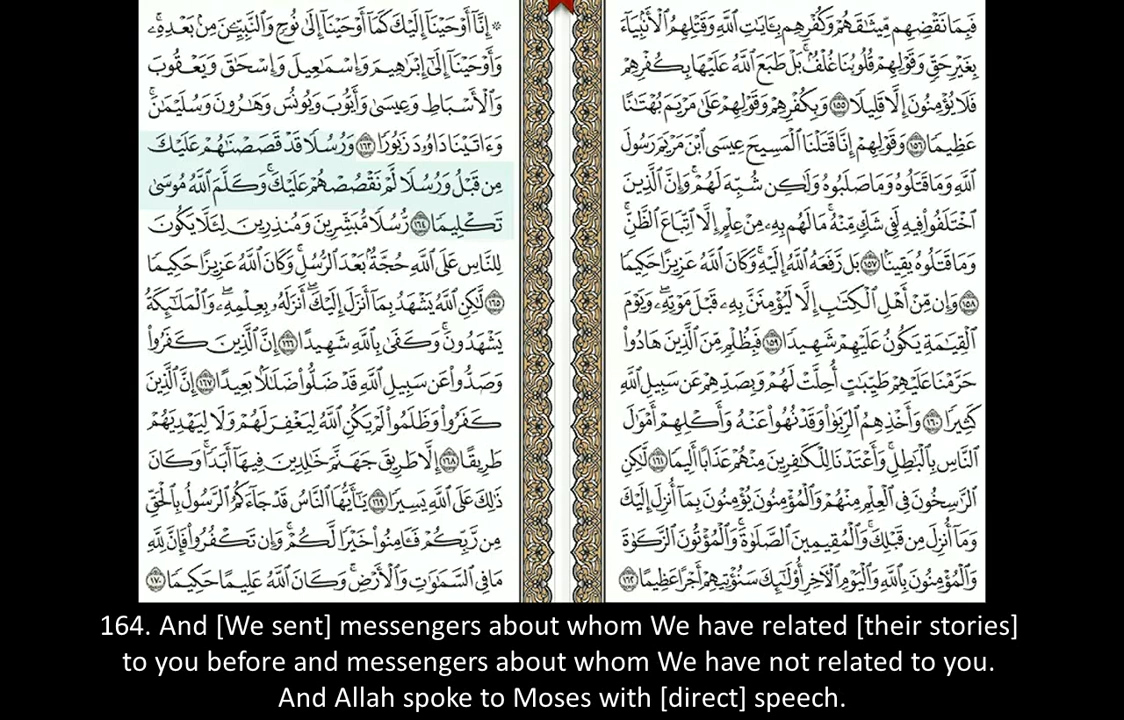 فَبِمَا نَقْضِهِم مِّيثَٰقَهُمْ وَكُفْرِهِم بِـَٔايَٰتِ ٱللَّهِ وَقَتْلِهِمُ ٱلْأَنۢبِيَآءَ
بِغَيْرِ حَقٍّ وَقَوْلِهِمْ قُلُوبُنَا غُلْفٌۢ ۚ بَلْ طَبَعَ ٱللَّهُ عَلَيْهَا بِكُفْرِهِمْ
فَلَا يُؤْمِنُونَ إِلَّا قَلِيلًا ١٥٥ وَبِكُفْرِهِمْ وَقَوْلِهِمْ عَلَىٰ مَرْيَمَ بُهْتَٰنًا
عَظِيمًا ١٥٦ وَقَوْلِهِمْ إِنَّا قَتَلْنَا ٱلْمَسِيحَ عِيسَى ٱبْنَ مَرْيَمَ رَسُولَ
ٱللَّهِ وَمَا قَتَلُوهُ وَمَا صَلَبُوهُ وَلَٰكِن شُبِّهَ لَهُمْ ۚ وَإِنَّ ٱلَّذِينَ
ٱخْتَلَفُوا۟ فِيهِ لَفِى شَكٍّ مِّنْهُ ۚ مَا لَهُم بِهِۦ مِنْ عِلْمٍ إِلَّا ٱتِّبَاعَ ٱلظَّنِّ ۚ
وَمَا قَتَلُوهُ يَقِينًۢا ١٥٧ بَل رَّفَعَهُ ٱللَّهُ إِلَيْهِ ۚ وَكَانَ ٱللَّهُ عَزِيزًا حَكِيمًا
١٥٨ وَإِن مِّنْ أَهْلِ ٱلْكِتَٰبِ إِلَّا لَيُؤْمِنَنَّ بِهِۦ قَبْلَ مَوْتِهِۦ ۖ وَيَوْمَ
ٱلْقِيَٰمَةِ يَكُونُ عَلَيْهِمْ شَهِيدًا ١٥٩ فَبِظُلْمٍ مِّنَ ٱلَّذِينَ هَادُوا۟
حَرَّمْنَا عَلَيْهِمْ طَيِّبَٰتٍ أُحِلَّتْ لَهُمْ وَبِصَدِّهِمْ عَن سَبِيلِ ٱللَّهِ
كَثِيرًا ١٦٠ وَأَخْذِهِمُ ٱلرِّبَوٰا۟ وَقَدْ نُهُوا۟ عَنْهُ وَأَكْلِهِمْ أَمْوَٰلَ
ٱلنَّاسِ بِٱلْبَٰطِلِ ۚ وَأَعْتَدْنَا لِلْكَٰفِرِينَ مِنْهُمْ عَذَابًا أَلِيمًا ١٦١ لَّٰكِنِ
ٱلرَّٰسِخُونَ فِى ٱلْعِلْمِ مِنْهُمْ وَٱلْمُؤْمِنُونَ يُؤْمِنُونَ بِمَآ أُنزِلَ إِلَيْكَ
وَمَآ أُنزِلَ مِن قَبْلِكَ ۚ وَٱلْمُقِيمِينَ ٱلصَّلَوٰةَ ۚ وَٱلْمُؤْتُونَ ٱلزَّكَوٰةَ
وَٱلْمُؤْمِنُونَ بِٱللَّهِ وَٱلْيَوْمِ ٱلْءَاخِرِ أُو۟لَٰٓئِكَ سَنُؤْتِيهِمْ أَجْرًا عَظِيمًا ١٦٢
۞ إِنَّآ أَوْحَيْنَآ إِلَيْكَ كَمَآ أَوْحَيْنَآ إِلَىٰ نُوحٍ وَٱلنَّبِيِّۦنَ مِنۢ بَعْدِهِۦ ۚ
وَأَوْحَيْنَآ إِلَىٰٓ إِبْرَٰهِيمَ وَإِسْمَٰعِيلَ وَإِسْحَٰقَ وَيَعْقُوبَ
وَٱلْأَسْبَاطِ وَعِيسَىٰ وَأَيُّوبَ وَيُونُسَ وَهَٰرُونَ وَسُلَيْمَٰنَ ۚ
وَءَاتَيْنَا دَاوُۥدَ زَبُورًا ١٦٣ وَرُسُلًا قَدْ قَصَصْنَٰهُمْ عَلَيْكَ
مِن قَبْلُ وَرُسُلًا لَّمْ نَقْصُصْهُمْ عَلَيْكَ ۚ وَكَلَّمَ ٱللَّهُ مُوسَىٰ
تَكْلِيمًا ١٦٤ رُّسُلًا مُّبَشِّرِينَ وَمُنذِرِينَ لِئَلَّا يَكُونَ
لِلنَّاسِ عَلَى ٱللَّهِ حُجَّةٌۢ بَعْدَ ٱلرُّسُلِ ۚ وَكَانَ ٱللَّهُ عَزِيزًا حَكِيمًا
١٦٥ لَّٰكِنِ ٱللَّهُ يَشْهَدُ بِمَآ أَنزَلَ إِلَيْكَ ۖ أَنزَلَهُۥ بِعِلْمِهِۦ ۖ وَٱلْمَلَٰٓئِكَةُ
يَشْهَدُونَ ۚ وَكَفَىٰ بِٱللَّهِ شَهِيدًا ١٦٦ إِنَّ ٱلَّذِينَ كَفَرُوا۟
وَصَدُّوا۟ عَن سَبِيلِ ٱللَّهِ قَدْ ضَلُّوا۟ ضَلَٰلًۢا بَعِيدًا ١٦٧ إِنَّ ٱلَّذِينَ
كَفَرُوا۟ وَظَلَمُوا۟ لَمْ يَكُنِ ٱللَّهُ لِيَغْفِرَ لَهُمْ وَلَا لِيَهْدِيَهُمْ
طَرِيقًا ١٦٨ إِلَّا طَرِيقَ جَهَنَّمَ خَٰلِدِينَ فِيهَآ أَبَدًا ۚ وَكَانَ
ذَٰلِكَ عَلَى ٱللَّهِ يَسِيرًا ١٦٩ يَٰٓأَيُّهَا ٱلنَّاسُ قَدْ جَآءَكُمُ ٱلرَّسُولُ بِٱلْحَقِّ
مِن رَّبِّكُمْ فَـَٔامِنُوا۟ خَيْرًا لَّكُمْ ۚ وَإِن تَكْفُرُوا۟ فَإِنَّ لِلَّهِ
مَا فِى ٱلسَّمَٰوَٰتِ وَٱلْأَرْضِ ۚ وَكَانَ ٱللَّهُ عَلِيمًا حَكِيمًا ١٧٠
164. And [We sent] messengers about whom We have related [their stories]
to you before and messengers about whom We have not related to you.
And Allah spoke to Moses with [direct] speech.